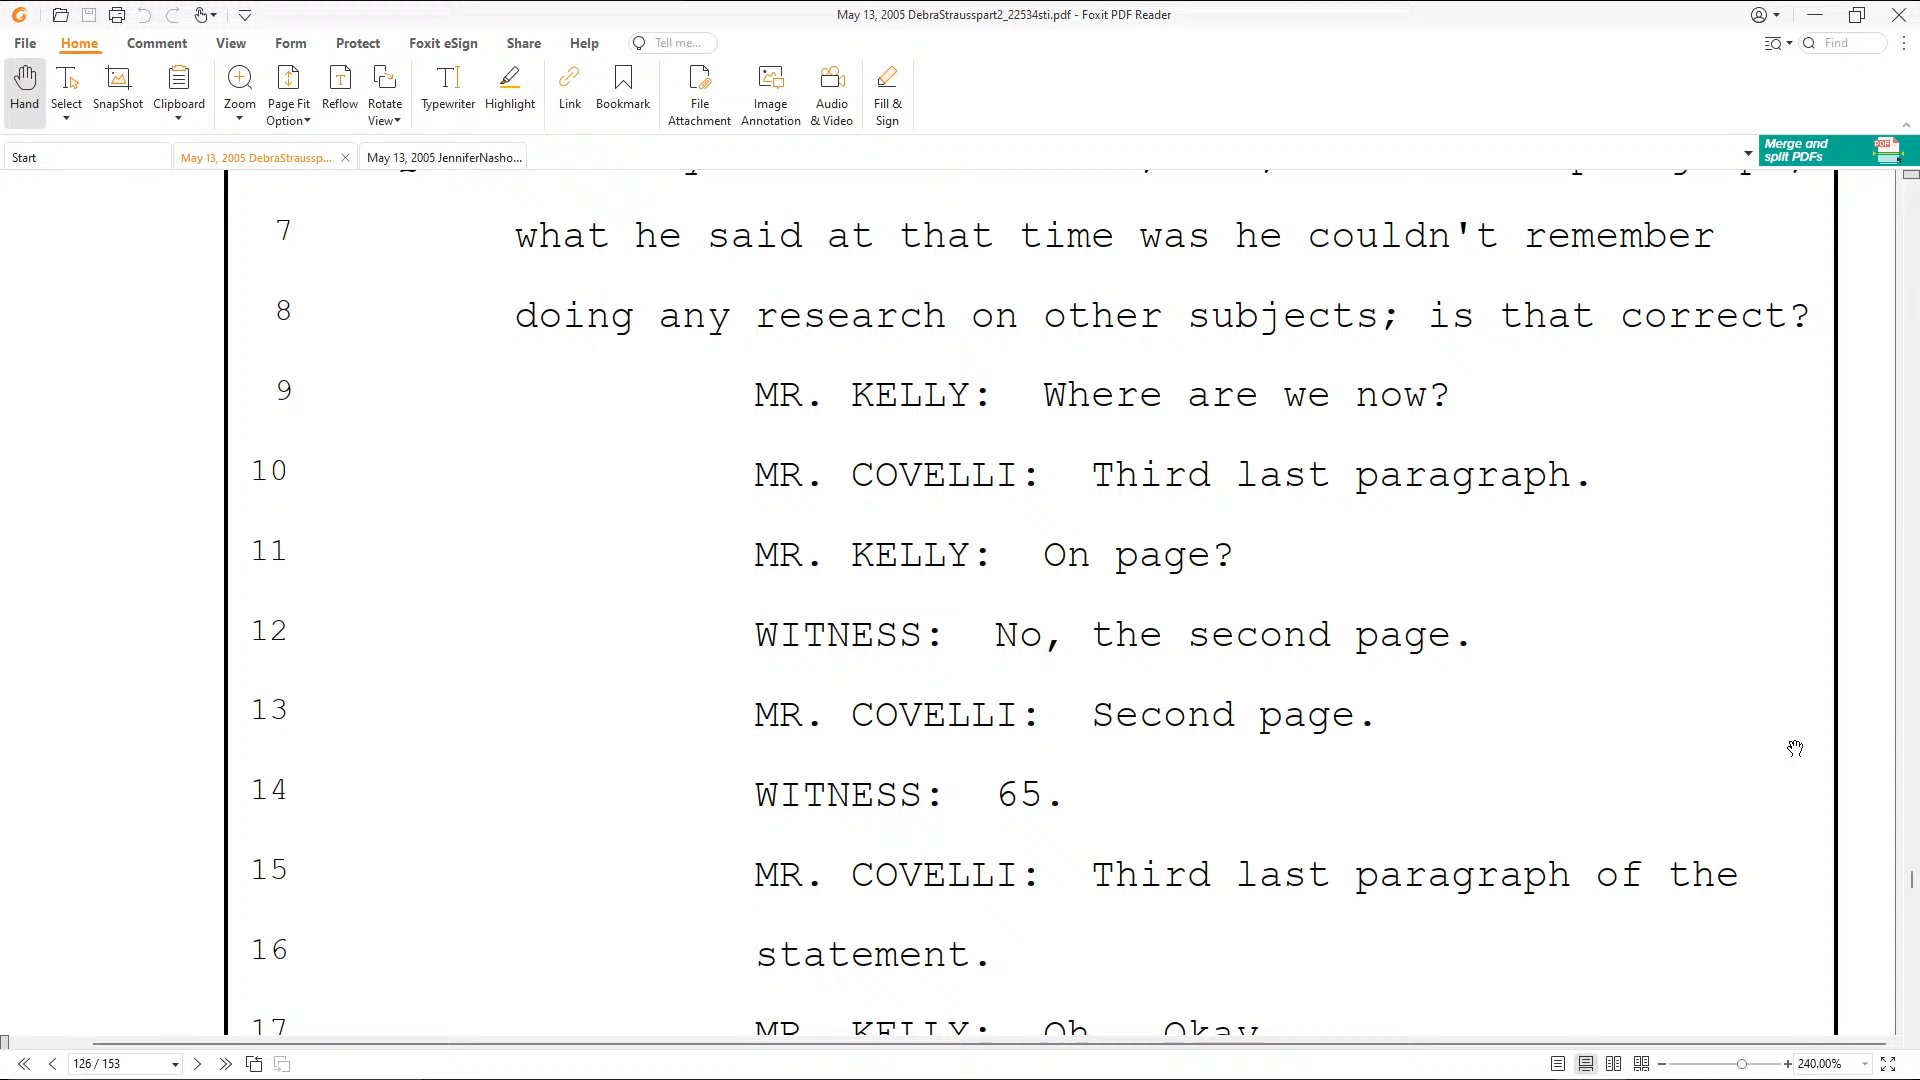 May 13, 2005 DebraStrausspart2_22534sti.pdf - Foxit PDF Reader
File Home Comment View Form Protect Foxit eSign Share Help Tell me... Find
Hand Select SnapShot Clipboard Zoom Page Fit Option Reflow Rotate View Typewriter Highlight Link Bookmark File Attachment Image Annotation Audio & Video Fill & Sign
Start May 13, 2005 DebraStraussp... May 13, 2005 JenniferNasho... Merge and split PDFs PDF
7 what he said at that time was he couldn't remember
8 doing any research on other subjects; is that correct?
9 MR. KELLY: Where are we now?
10 MR. COVELLI: Third last paragraph.
11 MR. KELLY: On page?
12 WITNESS: No, the second page.
13 MR. COVELLI: Second page.
14 WITNESS: 65.
15 MR. COVELLI: Third last paragraph of the
16 statement.
17 MR. KELLY: Oh. Okay.
126 / 153 240.00%